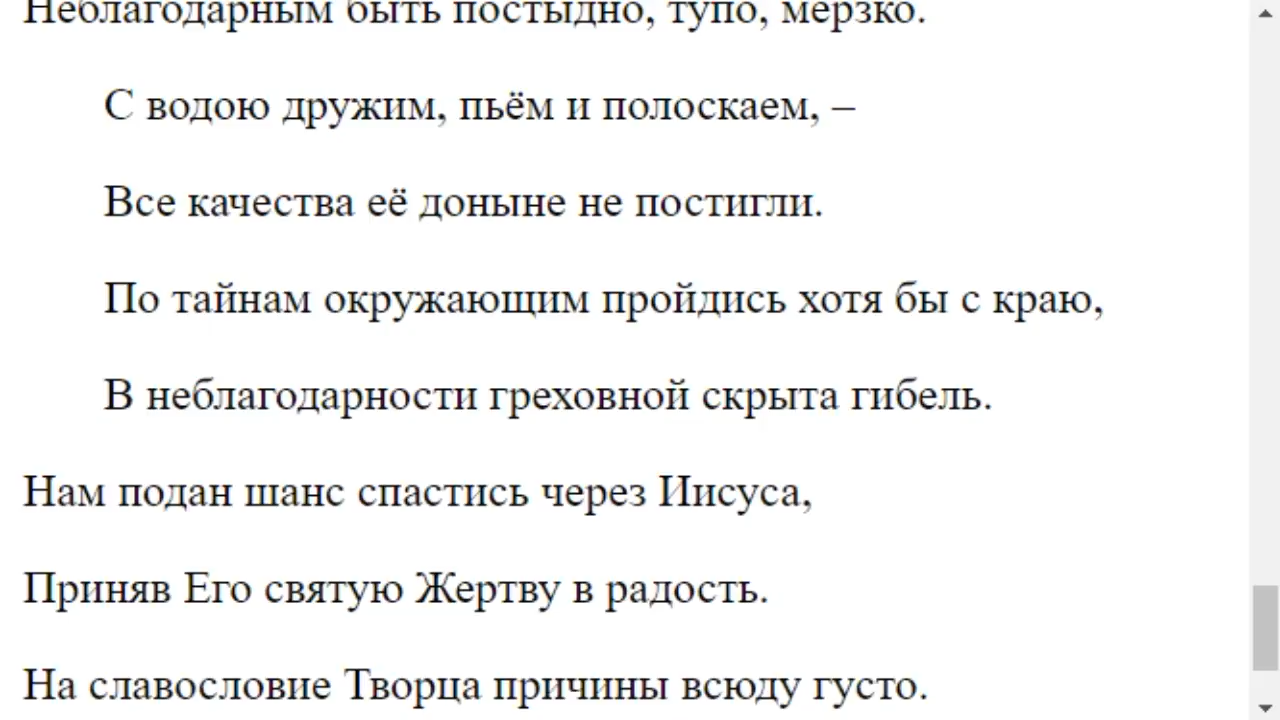 Неблагодарным быть постыдно, тупо, мерзко.
С водою дружим, пьём и полоскаем, –
Все качества её доныне не постигли.
По тайнам окружающим пройдись хотя бы с краю,
В неблагодарности греховной скрыта гибель.
Нам подан шанс спастись через Иисуса,
Приняв Его святую Жертву в радость.
На славословие Творца причины всюду густо.